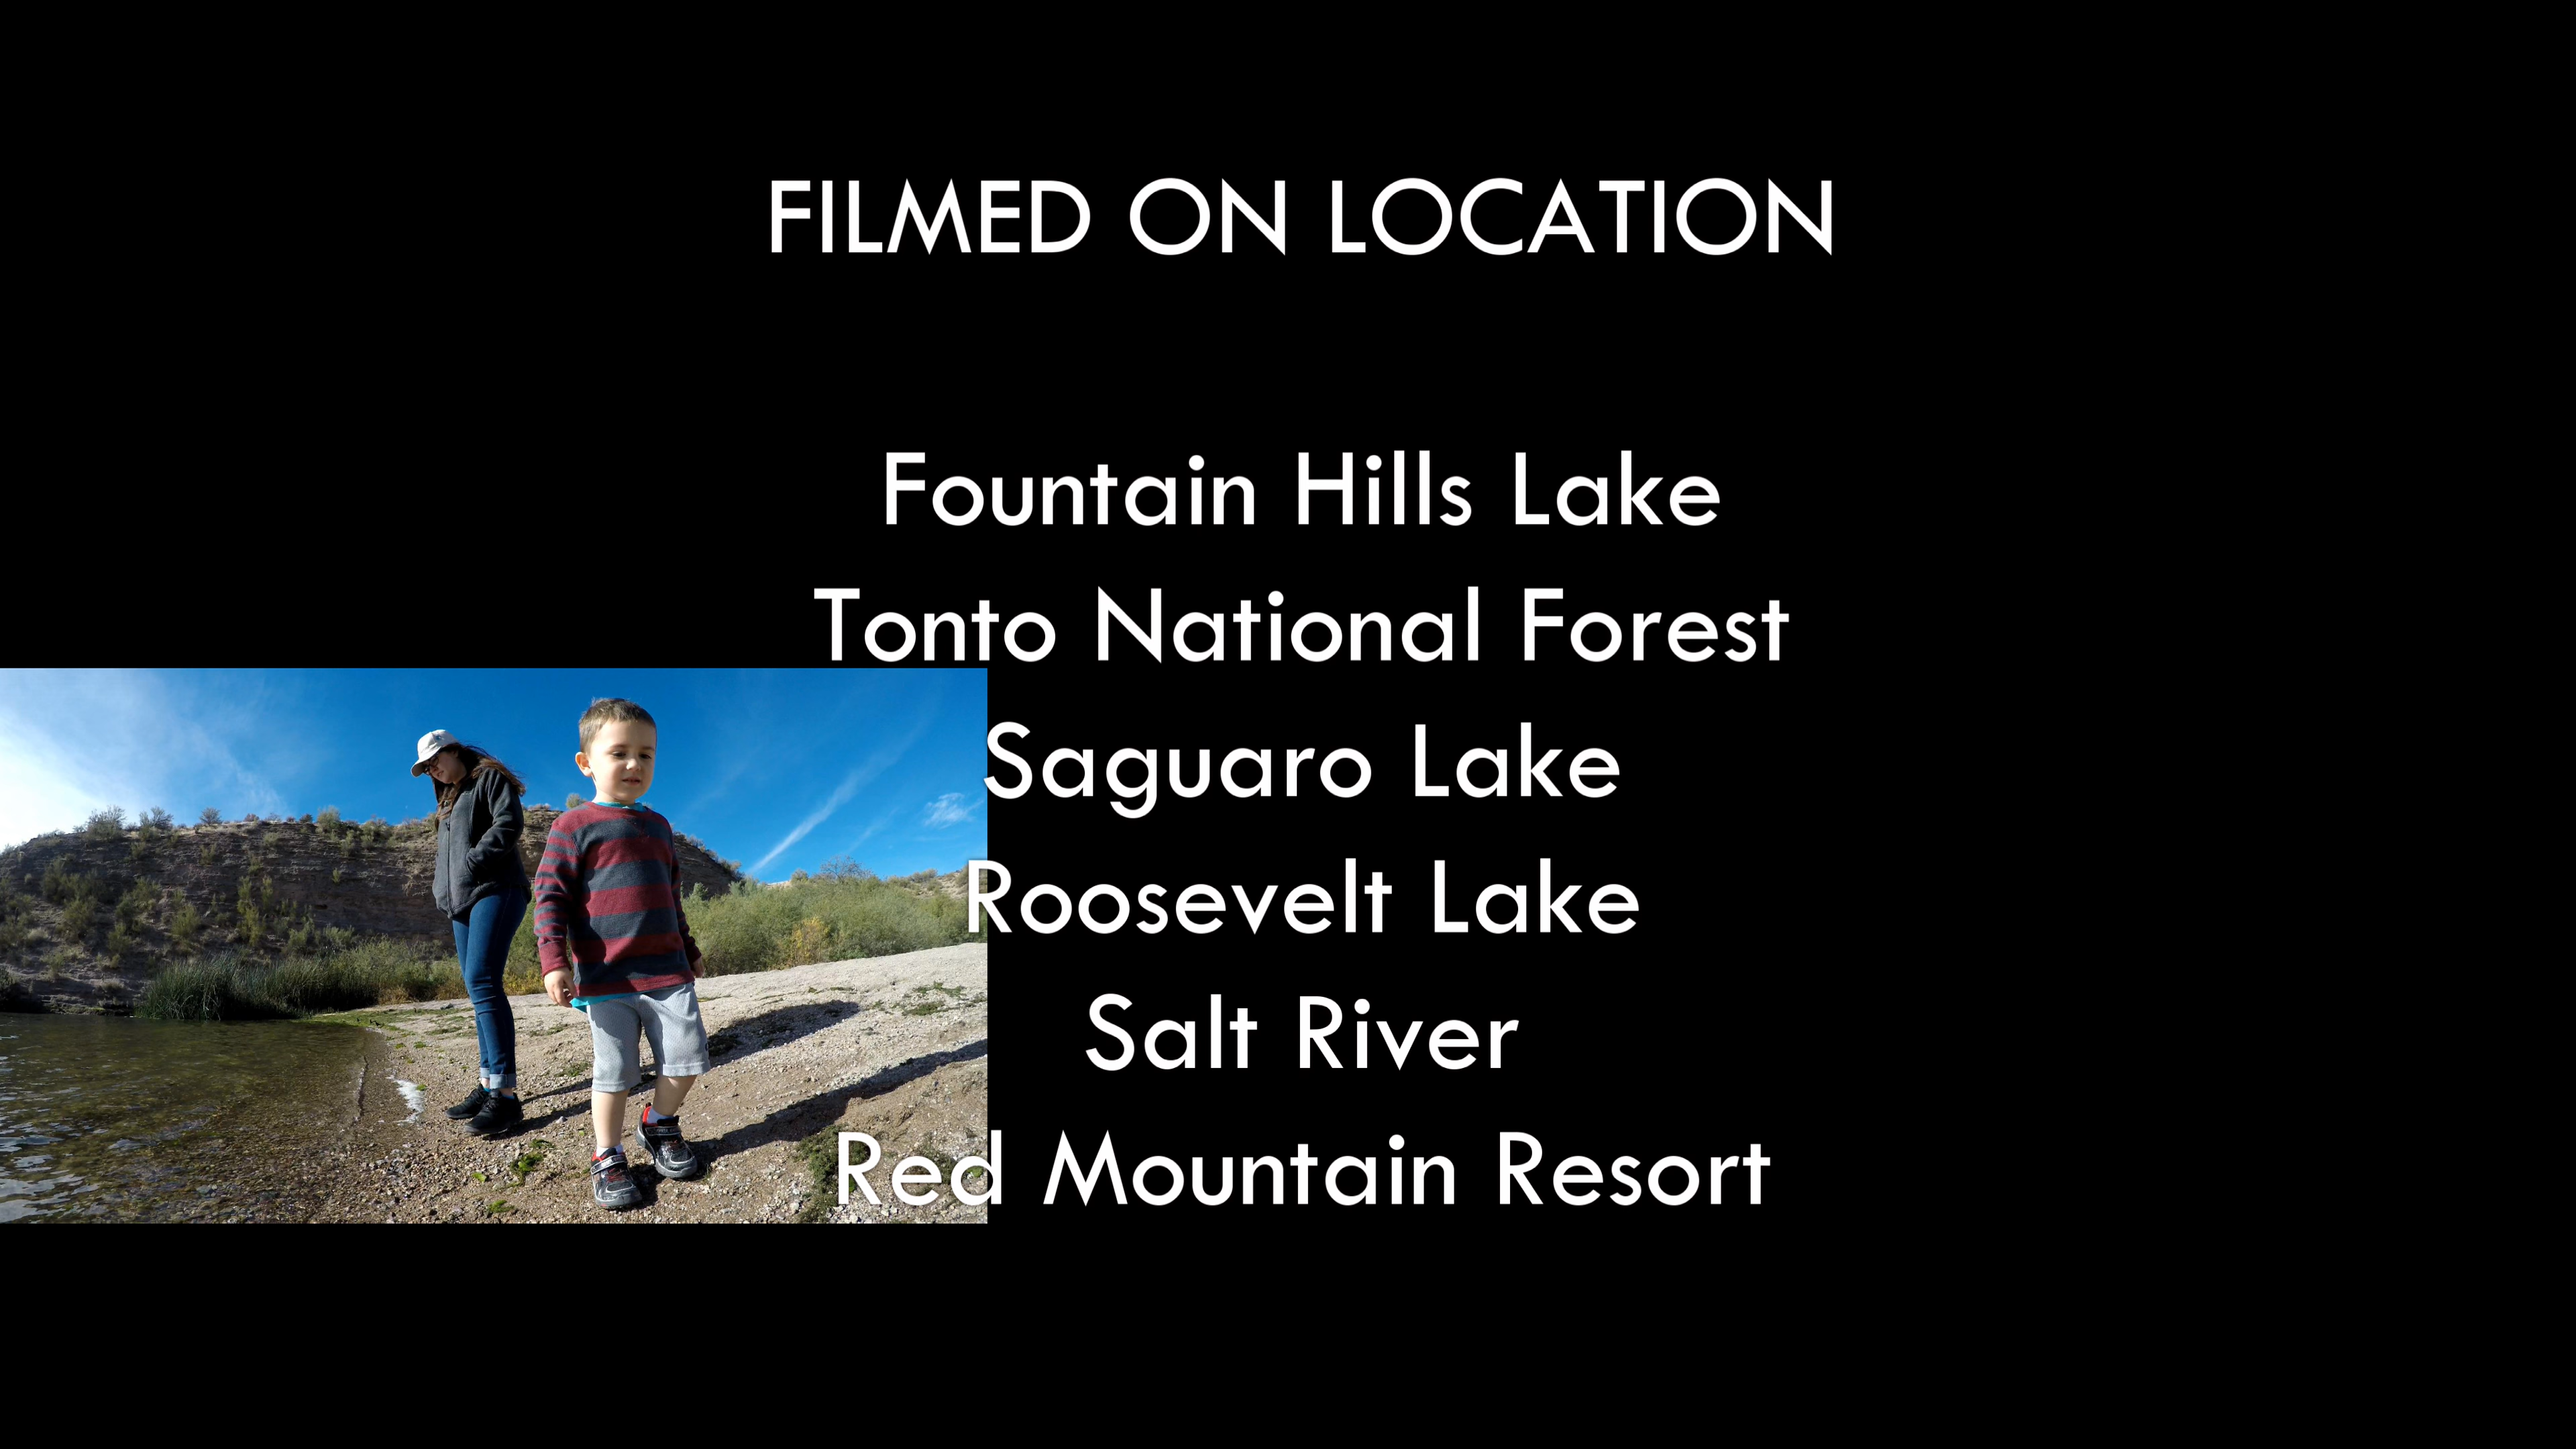 FILMED ON LOCATION
Fountain Hills Lake
Tonto National Forest
Saguaro Lake
Roosevelt Lake
Salt River
Red Mountain Resort